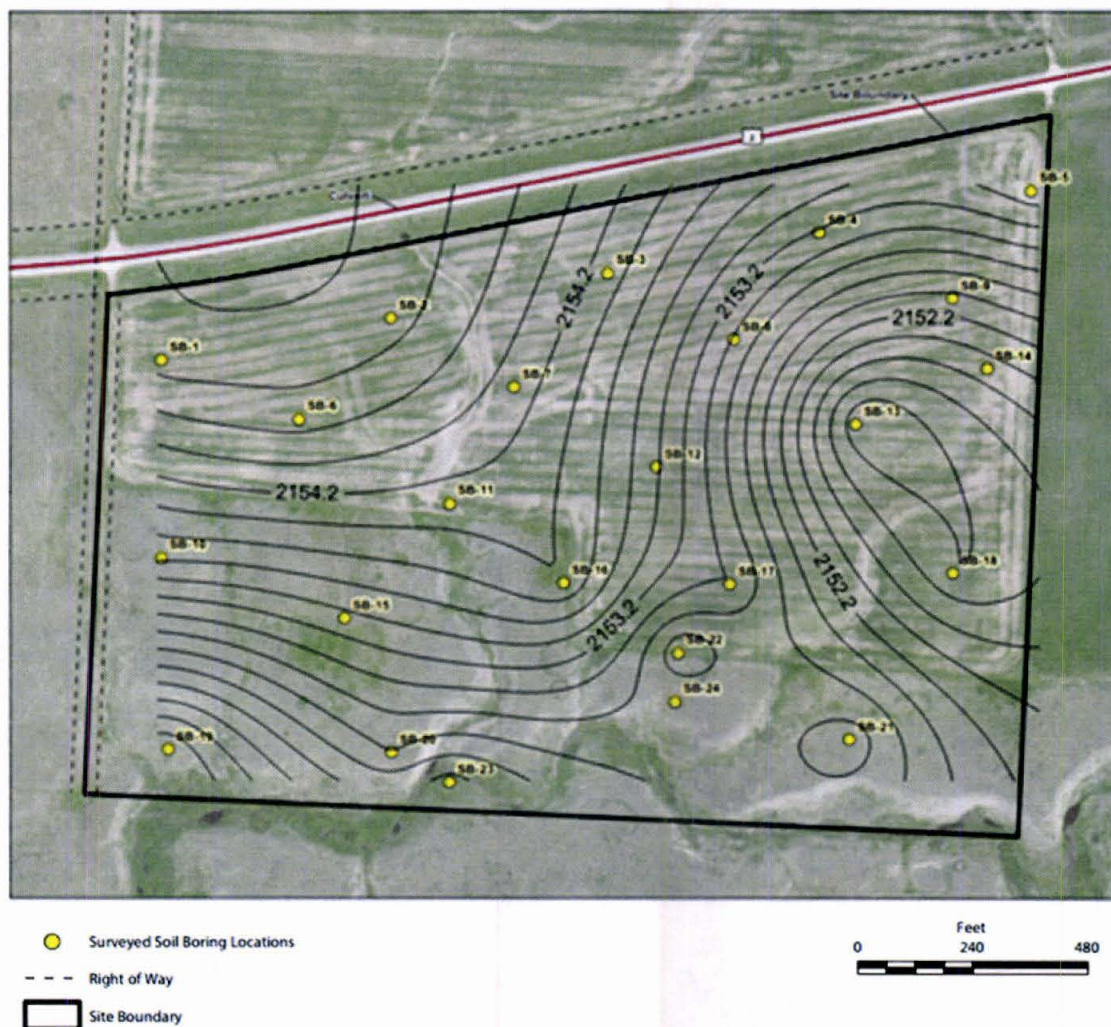 Site Boundary
2
SB-5
Culvert
SB-4
SB-3
2154.2
2153.2
SB-9
SB-2
2152.2
SB-8
SB-1
SB-14
SB-7
SB-6
SB-13
SB-12
2154.2
SB-11
SB-10
SB-16
SB-18
SB-17
2152.2
SB-15
2153.2
SB-22
SB-24
SB-19
SB-20
SB-21
SB-23
Surveyed Soil Boring Locations
Right of Way
Site Boundary
Feet
0 240 480